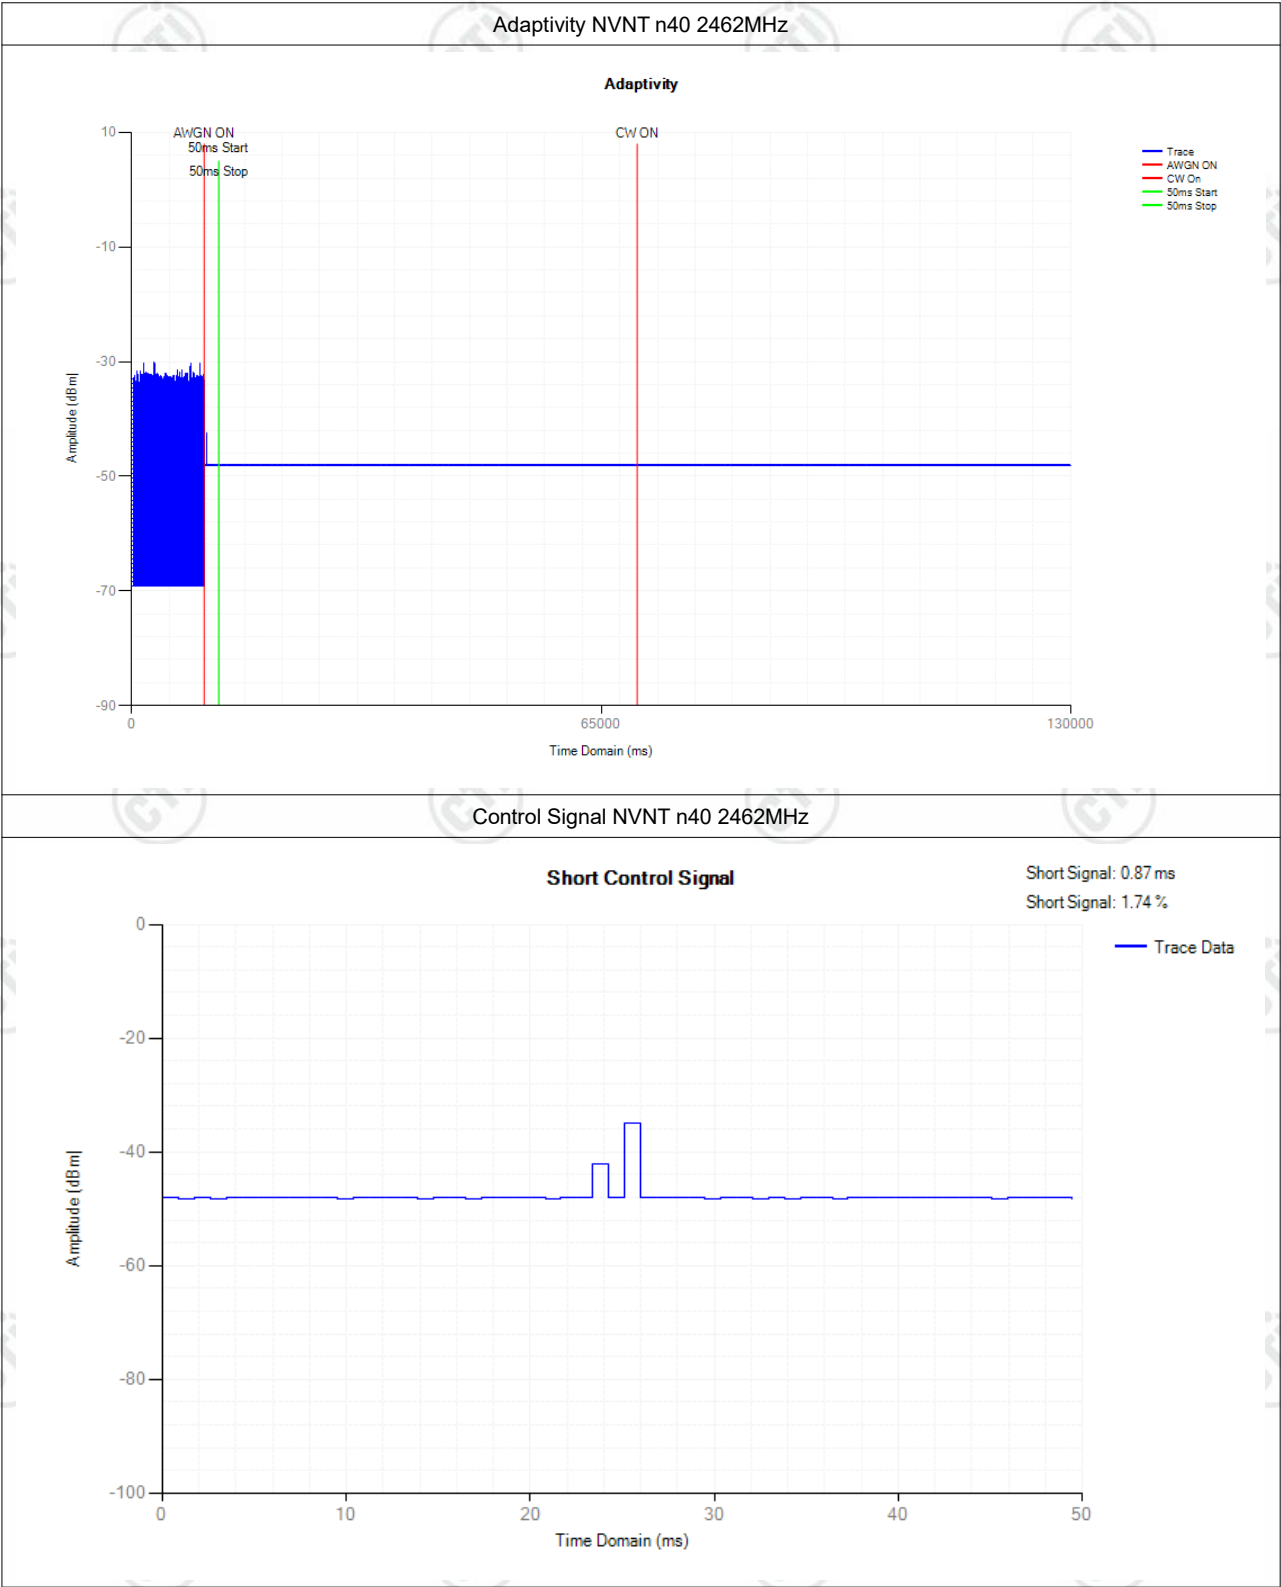 Adaptivity NVNT n40 2462MHz
Adaptivity
10
AWGN ON
CW ON
50ms Start
50ms Stop
Trace
AWGN ON
CW On
50ms Start
50ms Stop
-10
-30
Amplitude [dBm]
-50
-70
-90
0
65000
130000
Time Domain (ms)
Control Signal NVNT n40 2462MHz
Short Control Signal
Short Signal: 0.87 ms
Short Signal: 1.74 %
0
Trace Data
-20
-40
Amplitude [dBm]
-60
-80
-100
0
10
20
30
40
50
Time Domain (ms)